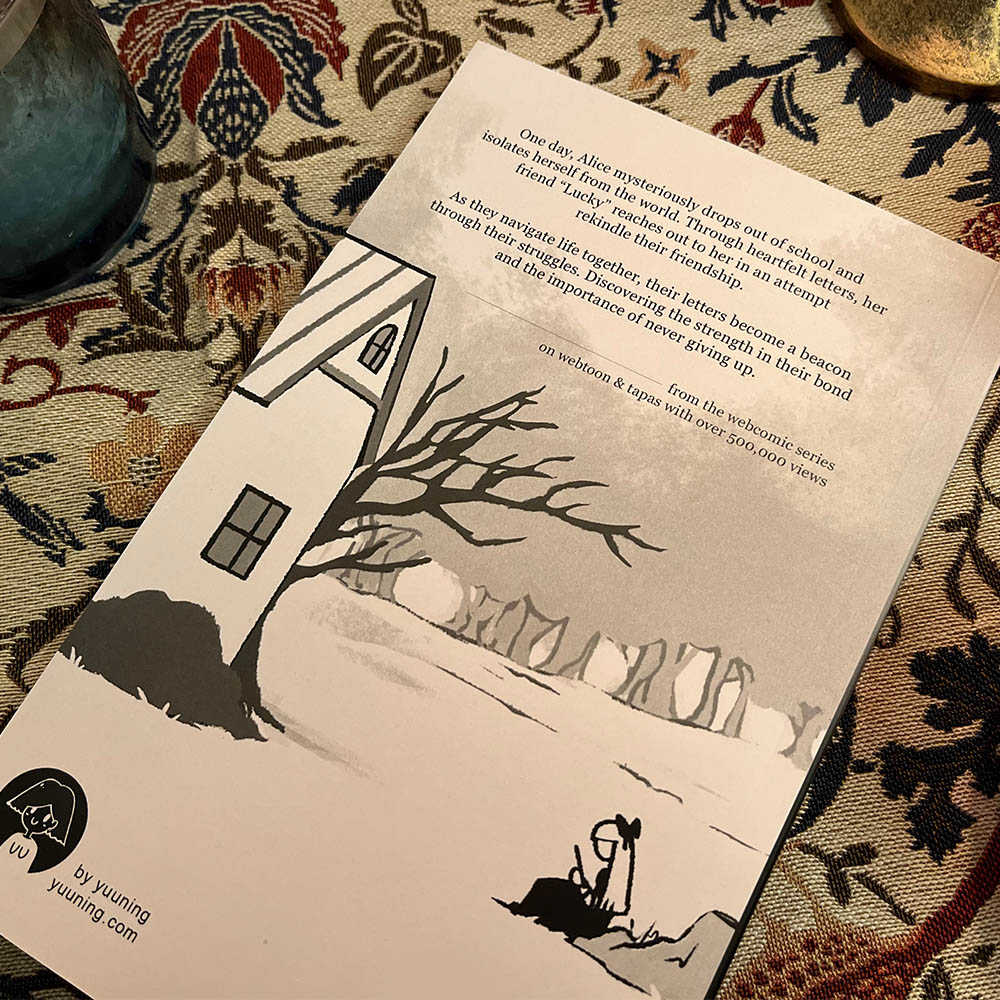 One day, Alice mysteriously drops out of school and
isolates herself from the world. Through heartfelt letters, her
friend "Lucky" reaches out to her in an attempt
rekindle their friendship.
As they navigate life together, their letters become a beacon
through their struggles. Discovering the strength in their bond
and the importance of never giving up.
from the webcomic series
on webtoon & tapas with over 500,000 views
by yuuning
yuuning.com